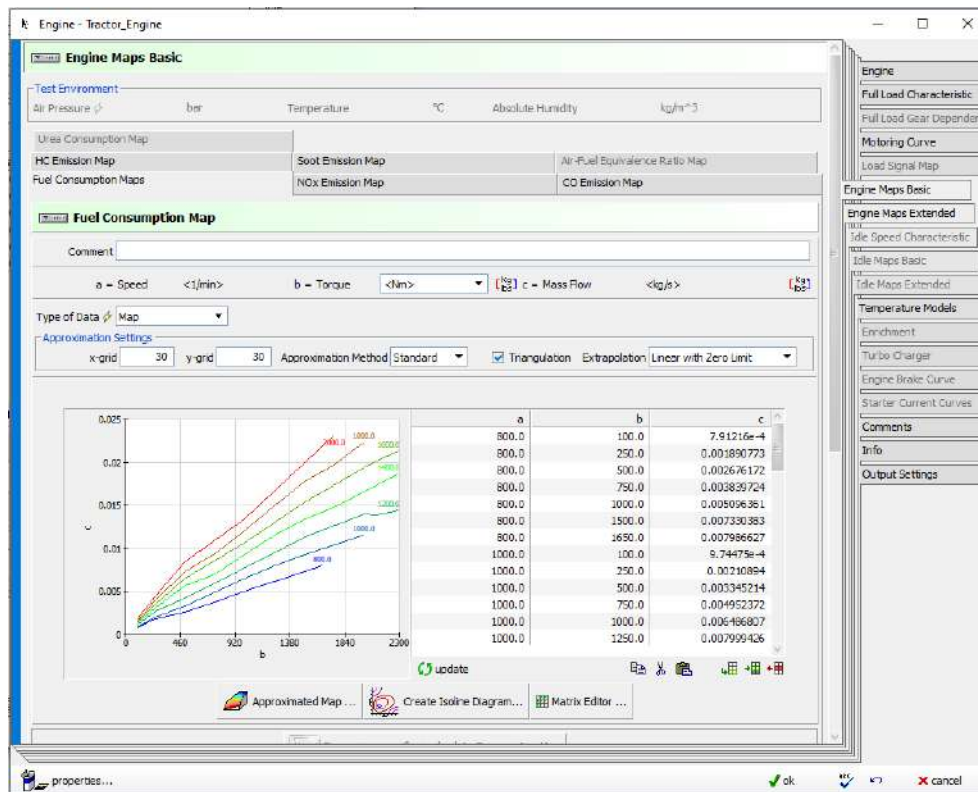 Engine - Tractor_Engine
Engine Maps Basic
Test Environment
Air Pressure bar Temperature °C Absolute Humidity kg/m^3
Urea Consumption Map
HC Emission Map Soot Emission Map Air-Fuel Equivalence Ratio Map
Fuel Consumption Maps NOx Emission Map CO Emission Map
Fuel Consumption Map
Comment
a = Speed <1/min> b = Torque <Nm> c = Mass Flow <kg/s>
Type of Data Map
Approximation Settings
x-grid 30 y-grid 30 Approximation Method Standard Triangulation Extrapolation Linear with Zero Limit
0.025
0.02
0.015
0.01
0.005
0
c
0 460 920 1380 1840 2300
b
1200.0
1000.0
800.0
a b c
800.0 100.0 7.91216e-4
800.0 250.0 0.001890773
800.0 500.0 0.002676172
800.0 750.0 0.003839724
800.0 1000.0 0.005096351
800.0 1500.0 0.007330383
800.0 1650.0 0.007986627
1000.0 100.0 9.74475e-4
1000.0 250.0 0.00210894
1000.0 500.0 0.003345214
1000.0 750.0 0.004952372
1000.0 1000.0 0.006486807
1000.0 1250.0 0.007999426
update
Approximated Map ... Create Isoline Diagram... Matrix Editor ...
Engine
Full Load Characteristic
Full Load Gear Depender
Motoring Curve
Load Signal Map
Engine Maps Basic
Engine Maps Extended
Idle Speed Characteristic
Idle Maps Basic
Idle Maps Extended
Temperature Models
Enrichment
Turbo Charger
Engine Brake Curve
Starter Current Curves
Comments
Info
Output Settings
properties... ok cancel